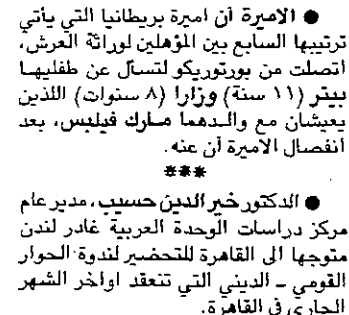 ● الاميرة آن اميرة بريطانيا التي يأتي
ترتيبها السابع بين المؤهلين لوراثة العرش،
اتصلت من بورتوريكو لتسأل عن طفليها
بيتر (١١ سنة) وزارا (٨ سنوات) اللذين
يعيشان مع والدهما مارك فيلبس، بعد
انفصال الاميرة آن عنه.
***
● الدكتور خير الدين حسيب، مدير عام
مركز دراسات الوحدة العربية غادر لندن
متوجها الى القاهرة للتحضير لندوة الحوار
القومي - الديني التي تنعقد اواخر الشهر
الجاري في القاهرة.